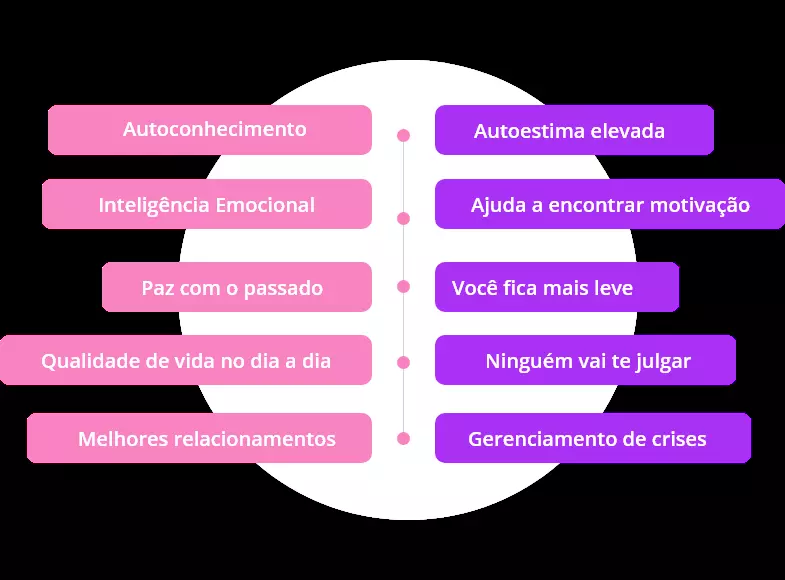 Autoconhecimento
Autoestima elevada
Inteligência Emocional
Ajuda a encontrar motivação
Paz com o passado
Você fica mais leve
Qualidade de vida no dia a dia
Ninguém vai te julgar
Melhores relacionamentos
Gerenciamento de crises